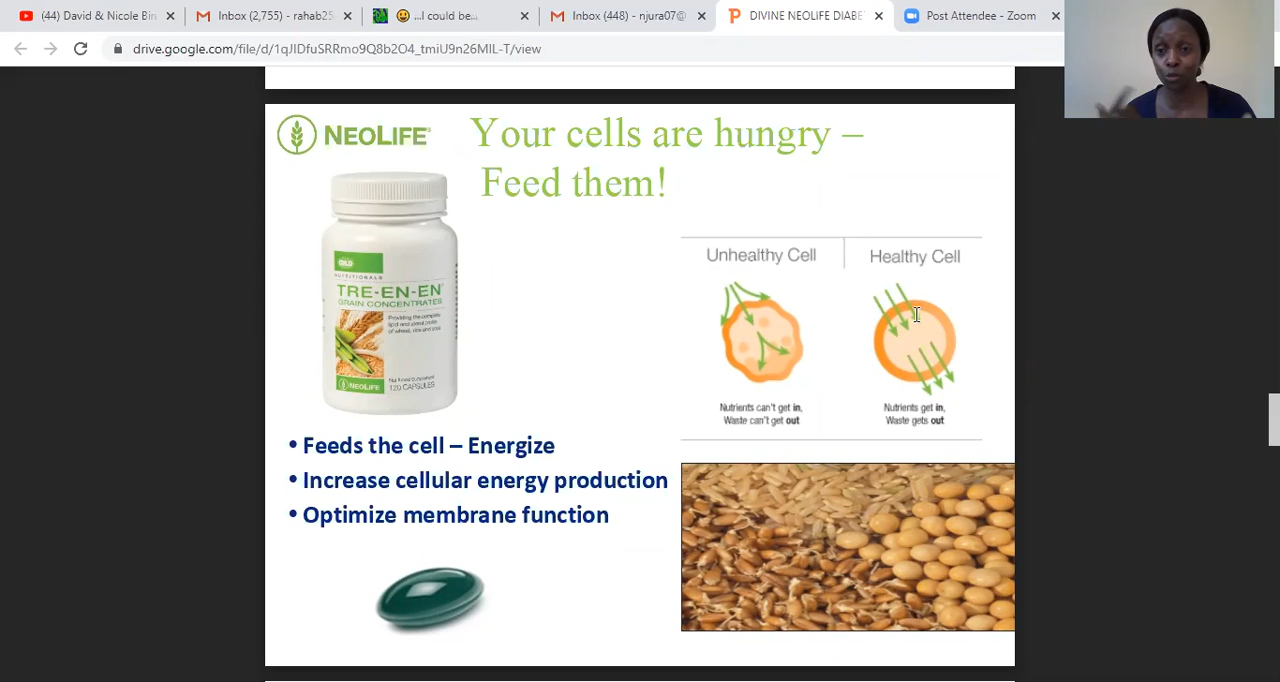 (44) David & Nicole Bin
Inbox (2,755) - rahab25
...I could be...
Inbox (448) - njura07@
DIVINE NEOLIFE DIABE
Post Attendee - Zoom
drive.google.com/file/d/1qJIDfuSRRmo9Q8b2O4_tmiU9n26MIL-T/view
NEOLIFE
Your cells are hungry –
Feed them!
GNLD
NUTRITIONALS
TRE-EN-EN®
GRAIN CONCENTRATES
Providing the complete
lipid and sterol profile
of wheat, rice and soy
NEOLIFE
120 CAPSULES
Unhealthy Cell
Healthy Cell
Nutrients can't get in,
Waste can't get out
Nutrients get in,
Waste gets out
• Feeds the cell – Energize
• Increase cellular energy production
• Optimize membrane function